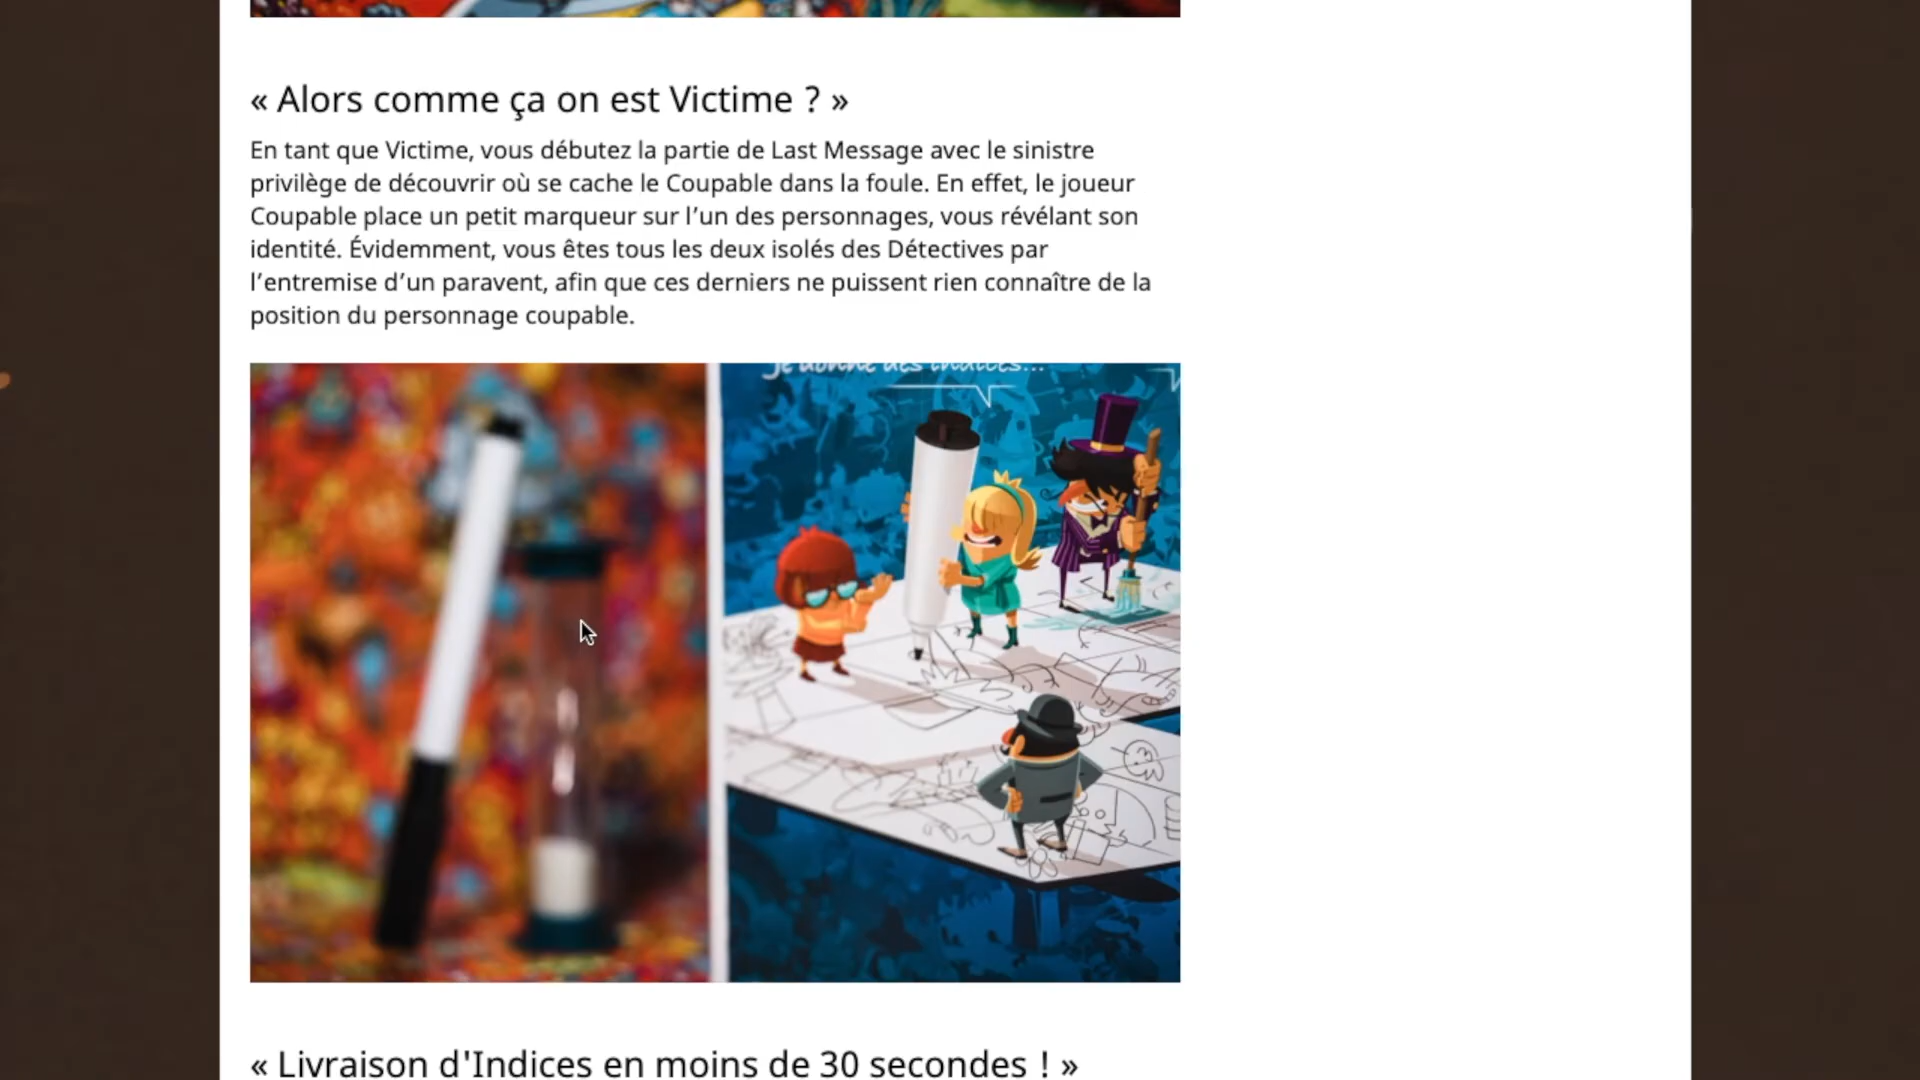 « Alors comme ça on est Victime ? »
En tant que Victime, vous débutez la partie de Last Message avec le sinistre
privilège de découvrir où se cache le Coupable dans la foule. En effet, le joueur
Coupable place un petit marqueur sur l’un des personnages, vous révélant son
identité. Évidemment, vous êtes tous les deux isolés des Détectives par
l’entremise d’un paravent, afin que ces derniers ne puissent rien connaître de la
position du personnage coupable.
Je donne des indices...
« Livraison d'Indices en moins de 30 secondes ! »